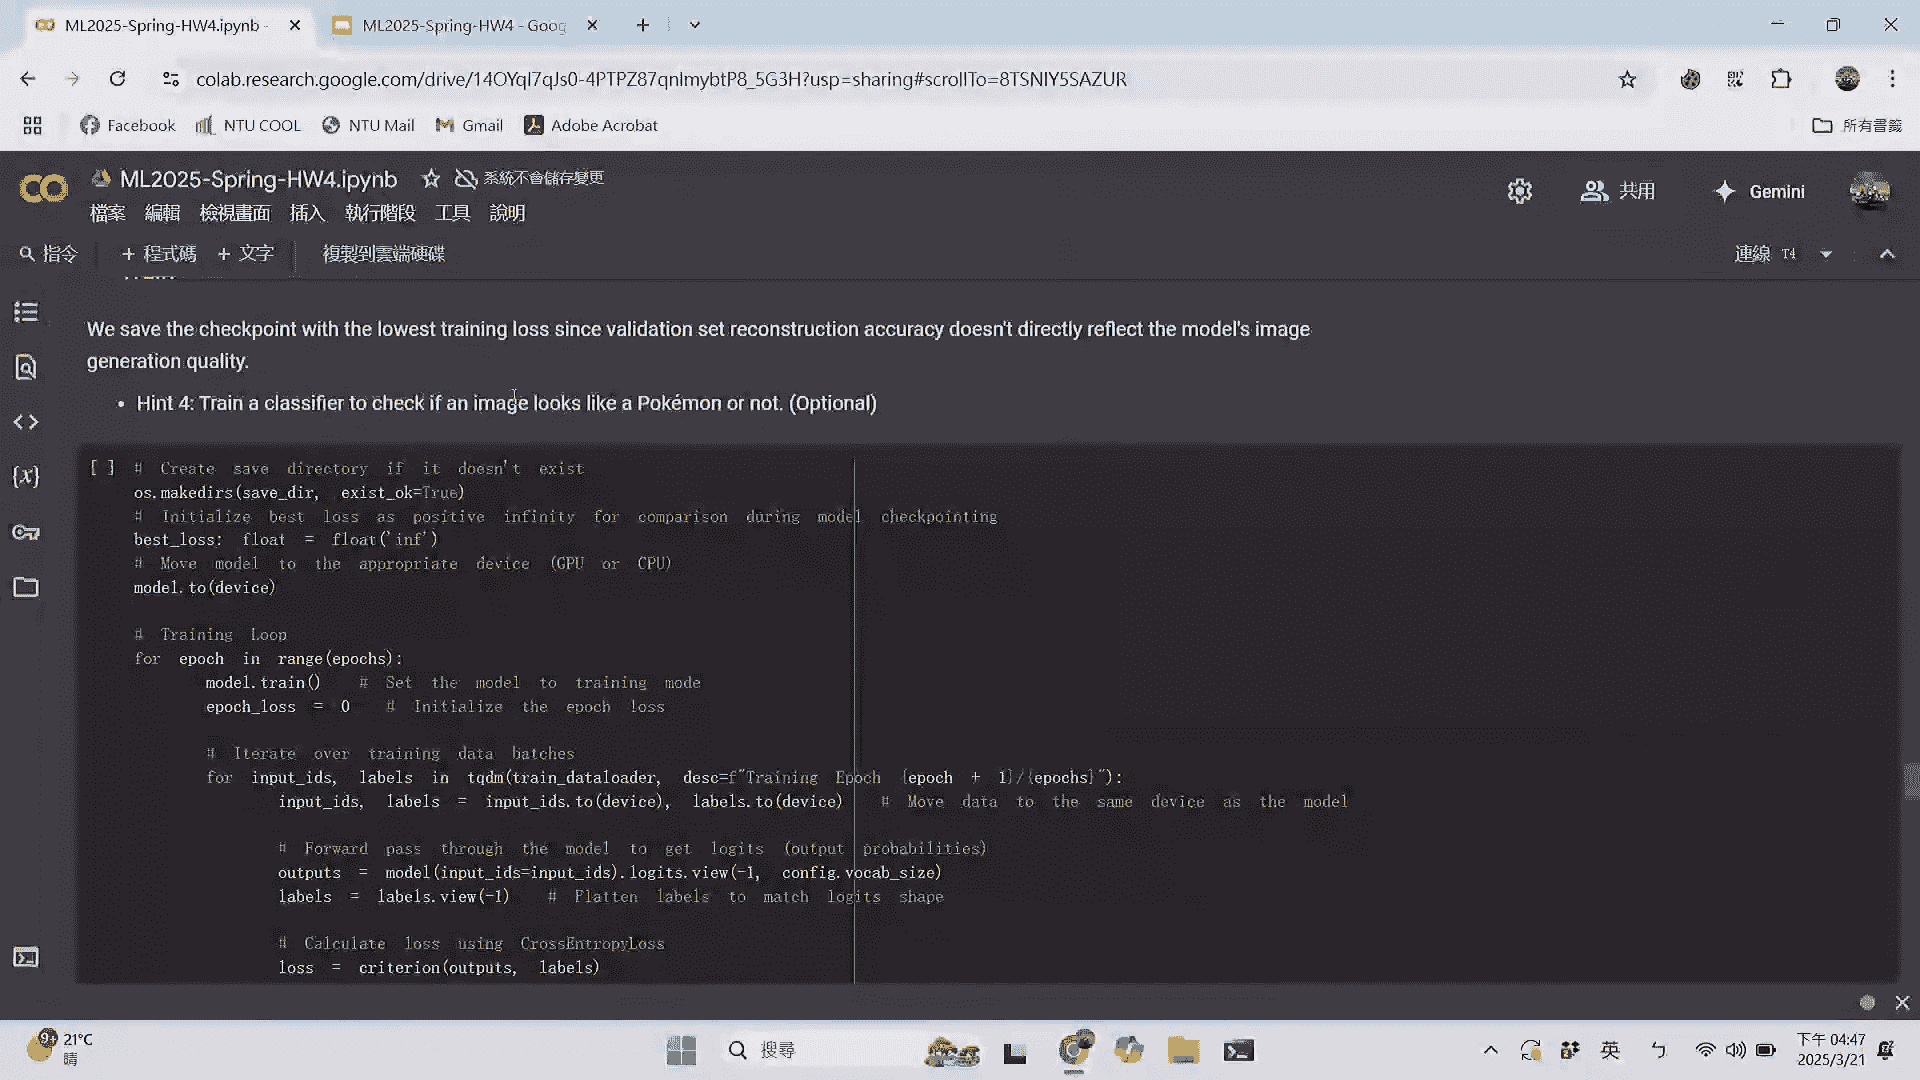 ML2025-Spring-HW4.ipynb -
ML2025-Spring-HW4 - Goog
colab.research.google.com/drive/14OYqI7qJs0-4PTPZ87qnlmybtP8_5G3H?usp=sharing#scrollTo=8TSNIY5SAZUR
Facebook
NTU COOL
NTU Mail
Gmail
Adobe Acrobat
所有書籤
ML2025-Spring-HW4.ipynb
系統不會儲存變更
檔案 編輯 檢視畫面 插入 執行階段 工具 說明
共用
Gemini
指令
+ 程式碼 + 文字
複製到雲端硬碟
連線 T4
We save the checkpoint with the lowest training loss since validation set reconstruction accuracy doesn't directly reflect the model's image
generation quality.
• Hint 4: Train a classifier to check if an image looks like a Pokémon or not. (Optional)
[ ] # Create save directory if it doesn't exist
os.makedirs(save_dir, exist_ok=True)
# Initialize best loss as positive infinity for comparison during model checkpointing
best_loss: float = float('inf')
# Move model to the appropriate device (GPU or CPU)
model.to(device)
# Training Loop
for epoch in range(epochs):
model.train() # Set the model to training mode
epoch_loss = 0 # Initialize the epoch loss
# Iterate over training data batches
for input_ids, labels in tqdm(train_dataloader, desc=f"Training Epoch {epoch + 1}/{epochs}"):
input_ids, labels = input_ids.to(device), labels.to(device) # Move data to the same device as the model
# Forward pass through the model to get logits (output probabilities)
outputs = model(input_ids=input_ids).logits.view(-1, config.vocab_size)
labels = labels.view(-1) # Flatten labels to match logits shape
# Calculate loss using CrossEntropyLoss
loss = criterion(outputs, labels)
9+
21°C
晴
搜尋
英
ㄅ
下午 04:47
2025/3/21